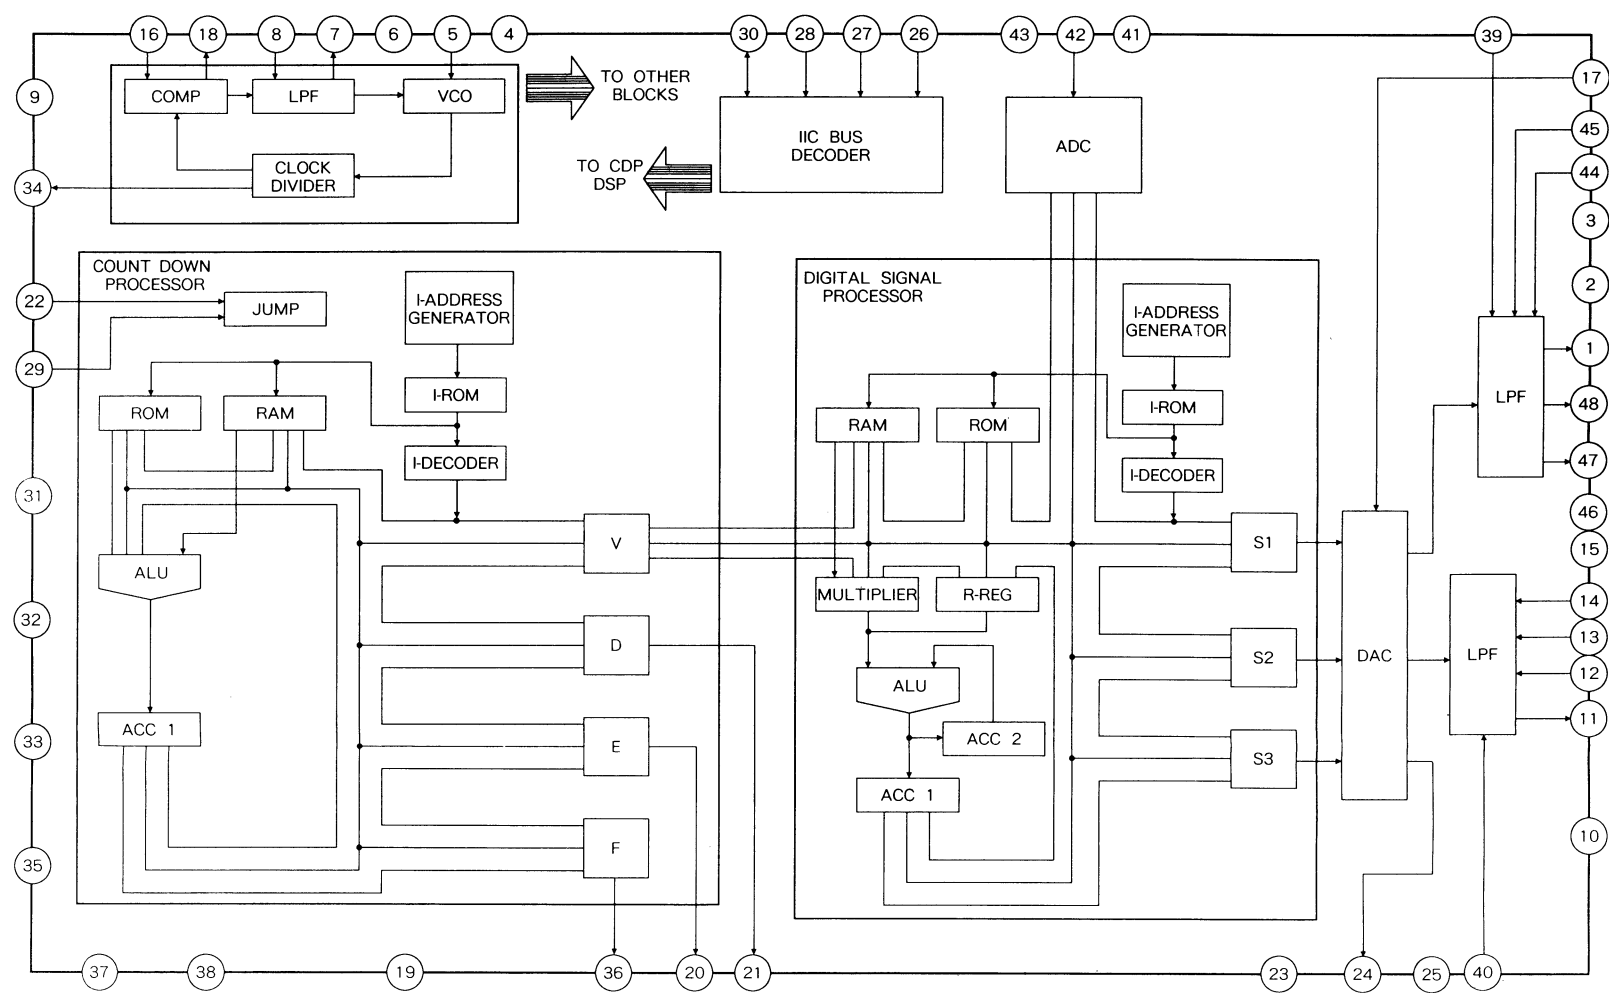 16
18
8
7
6
5
4
30
28
27
26
43
42
41
39
9
COMP
LPF
VCO
TO OTHER
BLOCKS
17
45
IIC BUS
DECODER
ADC
CLOCK
DIVIDER
TO CDP
DSP
34
44
3
COUNT DOWN
PROCESSOR
DIGITAL SIGNAL
PROCESSOR
2
22
JUMP
I-ADDRESS
GENERATOR
I-ADDRESS
GENERATOR
29
1
I-ROM
I-ROM
LPF
48
ROM
RAM
RAM
ROM
I-DECODER
I-DECODER
47
31
46
V
S1
15
ALU
MULTIPLIER
R-REG
14
32
13
D
S2
DAC
LPF
12
ALU
11
ACC 1
33
E
ACC 2
S3
ACC 1
10
F
35
37
38
19
36
20
21
23
24
25
40